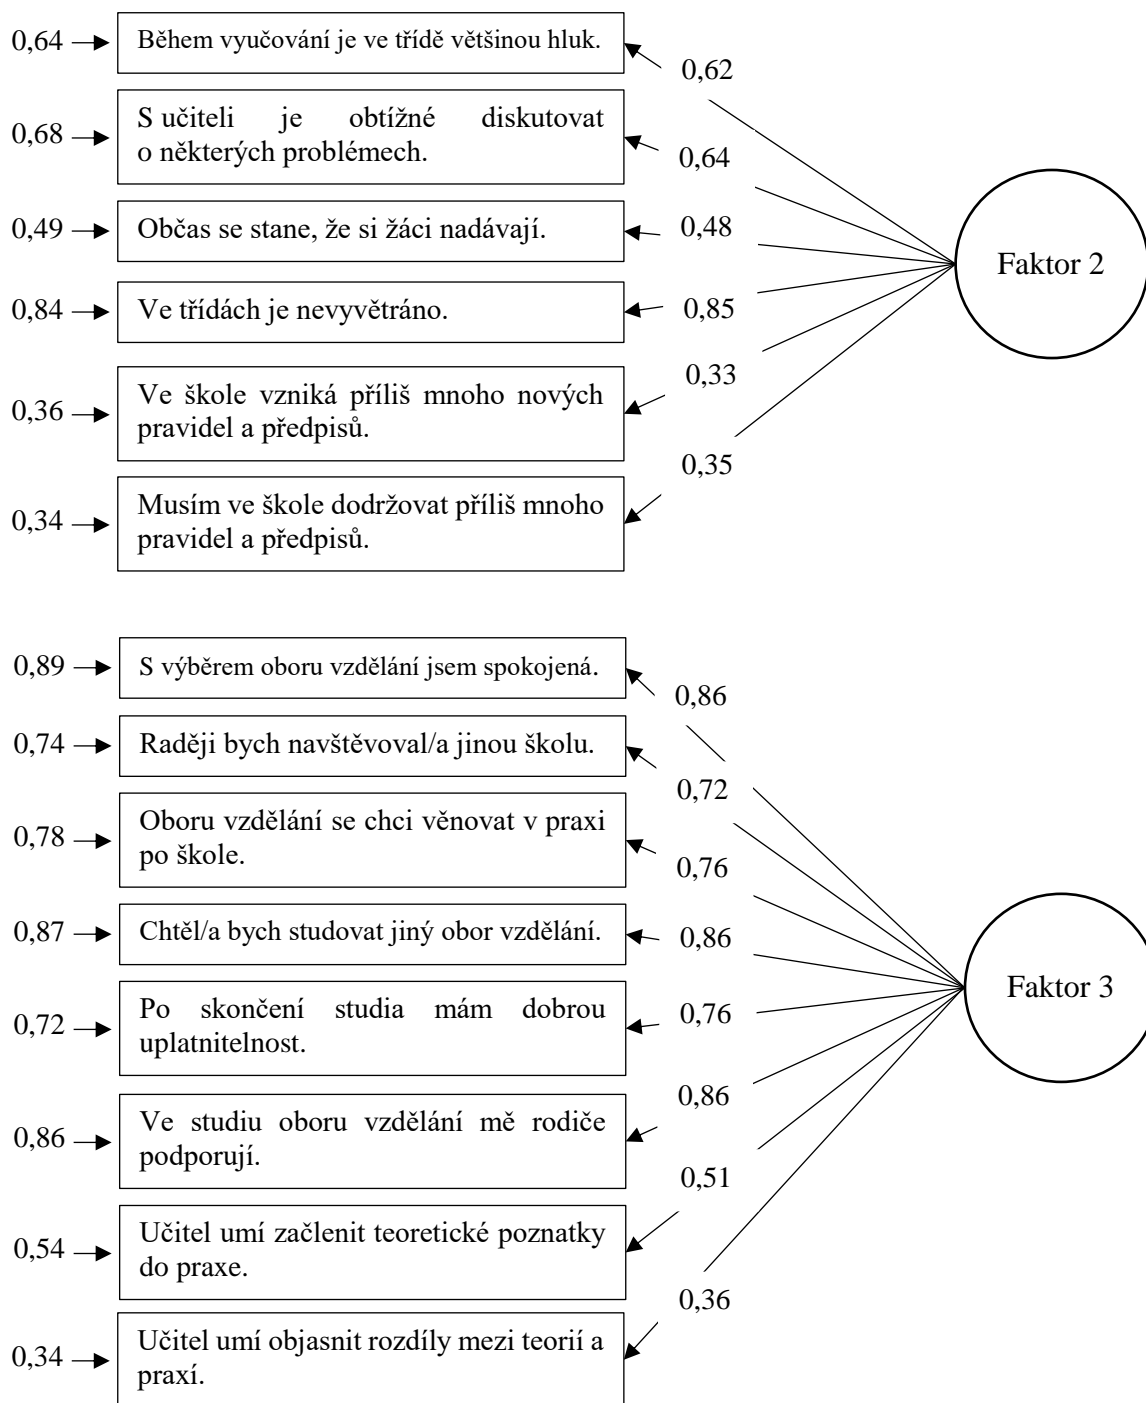 0,64
Během vyučování je ve třídě většinou hluk.
0,62
0,68
S učiteli je obtížné diskutovat
o některých problémech.
0,64
0,49
Občas se stane, že si žáci nadávají.
0,48
Faktor 2
0,84
Ve třídách je nevyvětráno.
0,85
0,36
Ve škole vzniká příliš mnoho nových
pravidel a předpisů.
0,33
0,34
Musím ve škole dodržovat příliš mnoho
pravidel a předpisů.
0,35
0,89
S výběrem oboru vzdělání jsem spokojená.
0,86
0,74
Raději bych navštěvoval/a jinou školu.
0,72
0,78
Oboru vzdělání se chci věnovat v praxi
po škole.
0,76
0,87
Chtěl/a bych studovat jiný obor vzdělání.
0,86
Faktor 3
0,72
Po skončení studia mám dobrou
uplatnitelnost.
0,76
0,86
Ve studiu oboru vzdělání mě rodiče
podporují.
0,86
0,54
Učitel umí začlenit teoretické poznatky
do praxe.
0,51
0,34
Učitel umí objasnit rozdíly mezi teorií a
praxí.
0,36